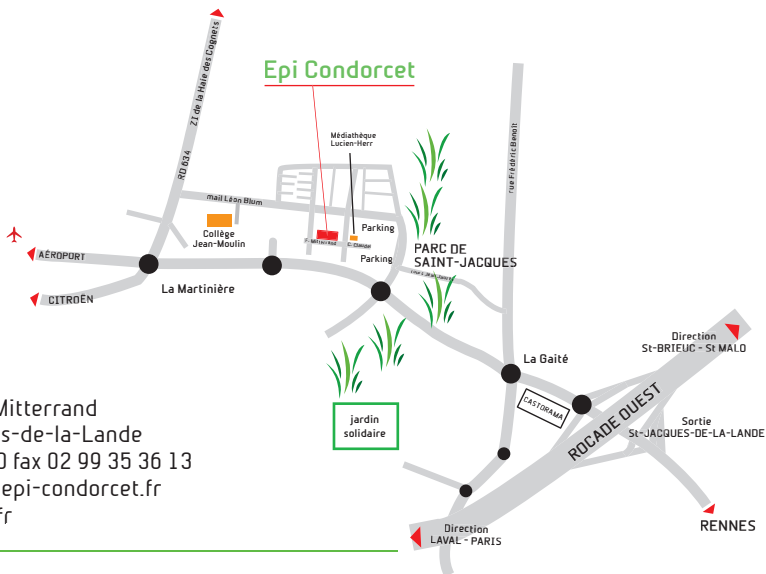 ZI de la Haie des Cognets
RD 634
Epi Condorcet
Médiathèque
Lucien-Herr
rue Frédéric Benoît
mail Léon Blum
Collège
Jean-Moulin
Parking
F. Mitterrand
C. Claudel
Parking
PARC DE
SAINT-JACQUES
AÉROPORT
CITROËN
La Martinière
La Gaité
CASTORAMA
Direction
St-BRIEUC - St MALO
ROCADE OUEST
Sortie
St-JACQUES-DE-LA-LANDE
RENNES
Direction
LAVAL - PARIS
jardin
solidaire
Mitterrand
s-de-la-Lande
0 fax 02 99 35 36 13
epi-condorcet.fr
fr